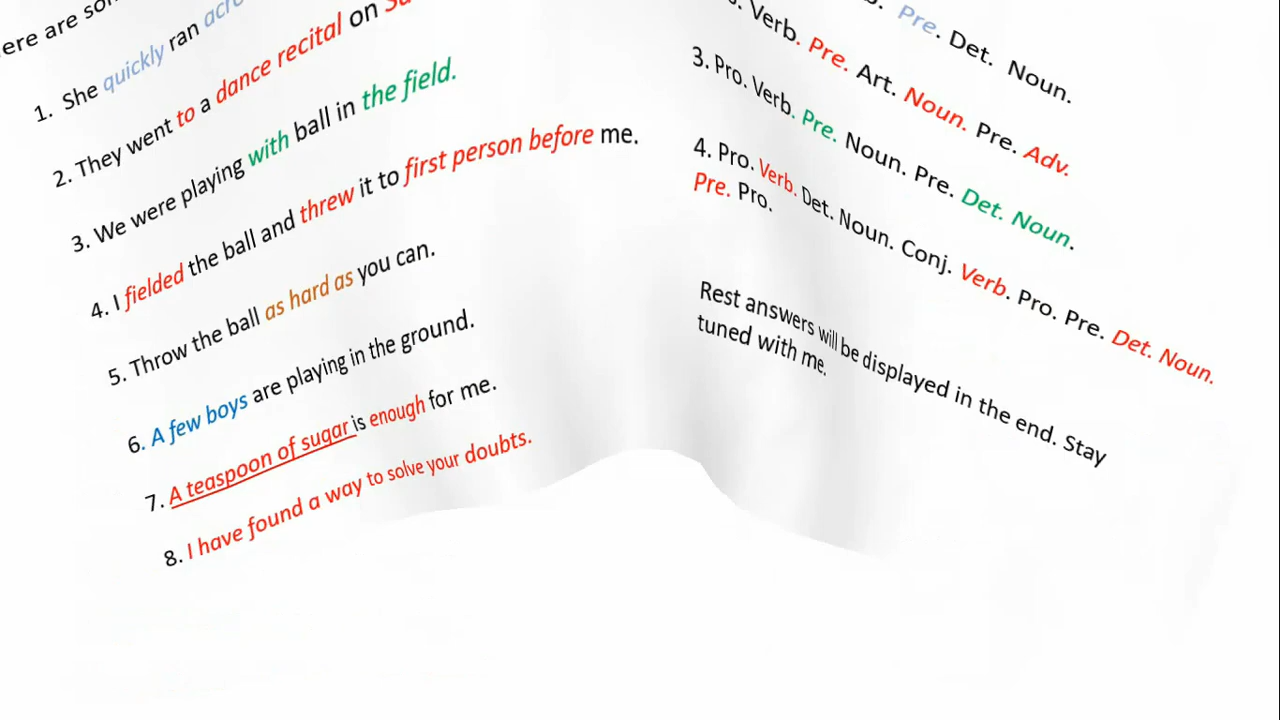 ere are
1. She quickly ran
2. They went to a dance recital on
3. We were playing with ball in the field.
4. I fielded the ball and threw it to first person before me.
5. Throw the ball as hard as you can.
6. A few boys are playing in the ground.
7. A teaspoon of sugar is enough for me.
8. I have found a way to solve your doubts.
Pre. Det. Noun.
Verb. Pre. Art. Noun. Pre. Adv.
3. Pro. Verb. Pre. Noun. Pre. Det. Noun.
4. Pro. Verb. Det. Noun. Conj. Verb. Pro. Pre. Det. Noun.
Pre. Pro.
Rest answers will be displayed in the end. Stay
tuned with me.